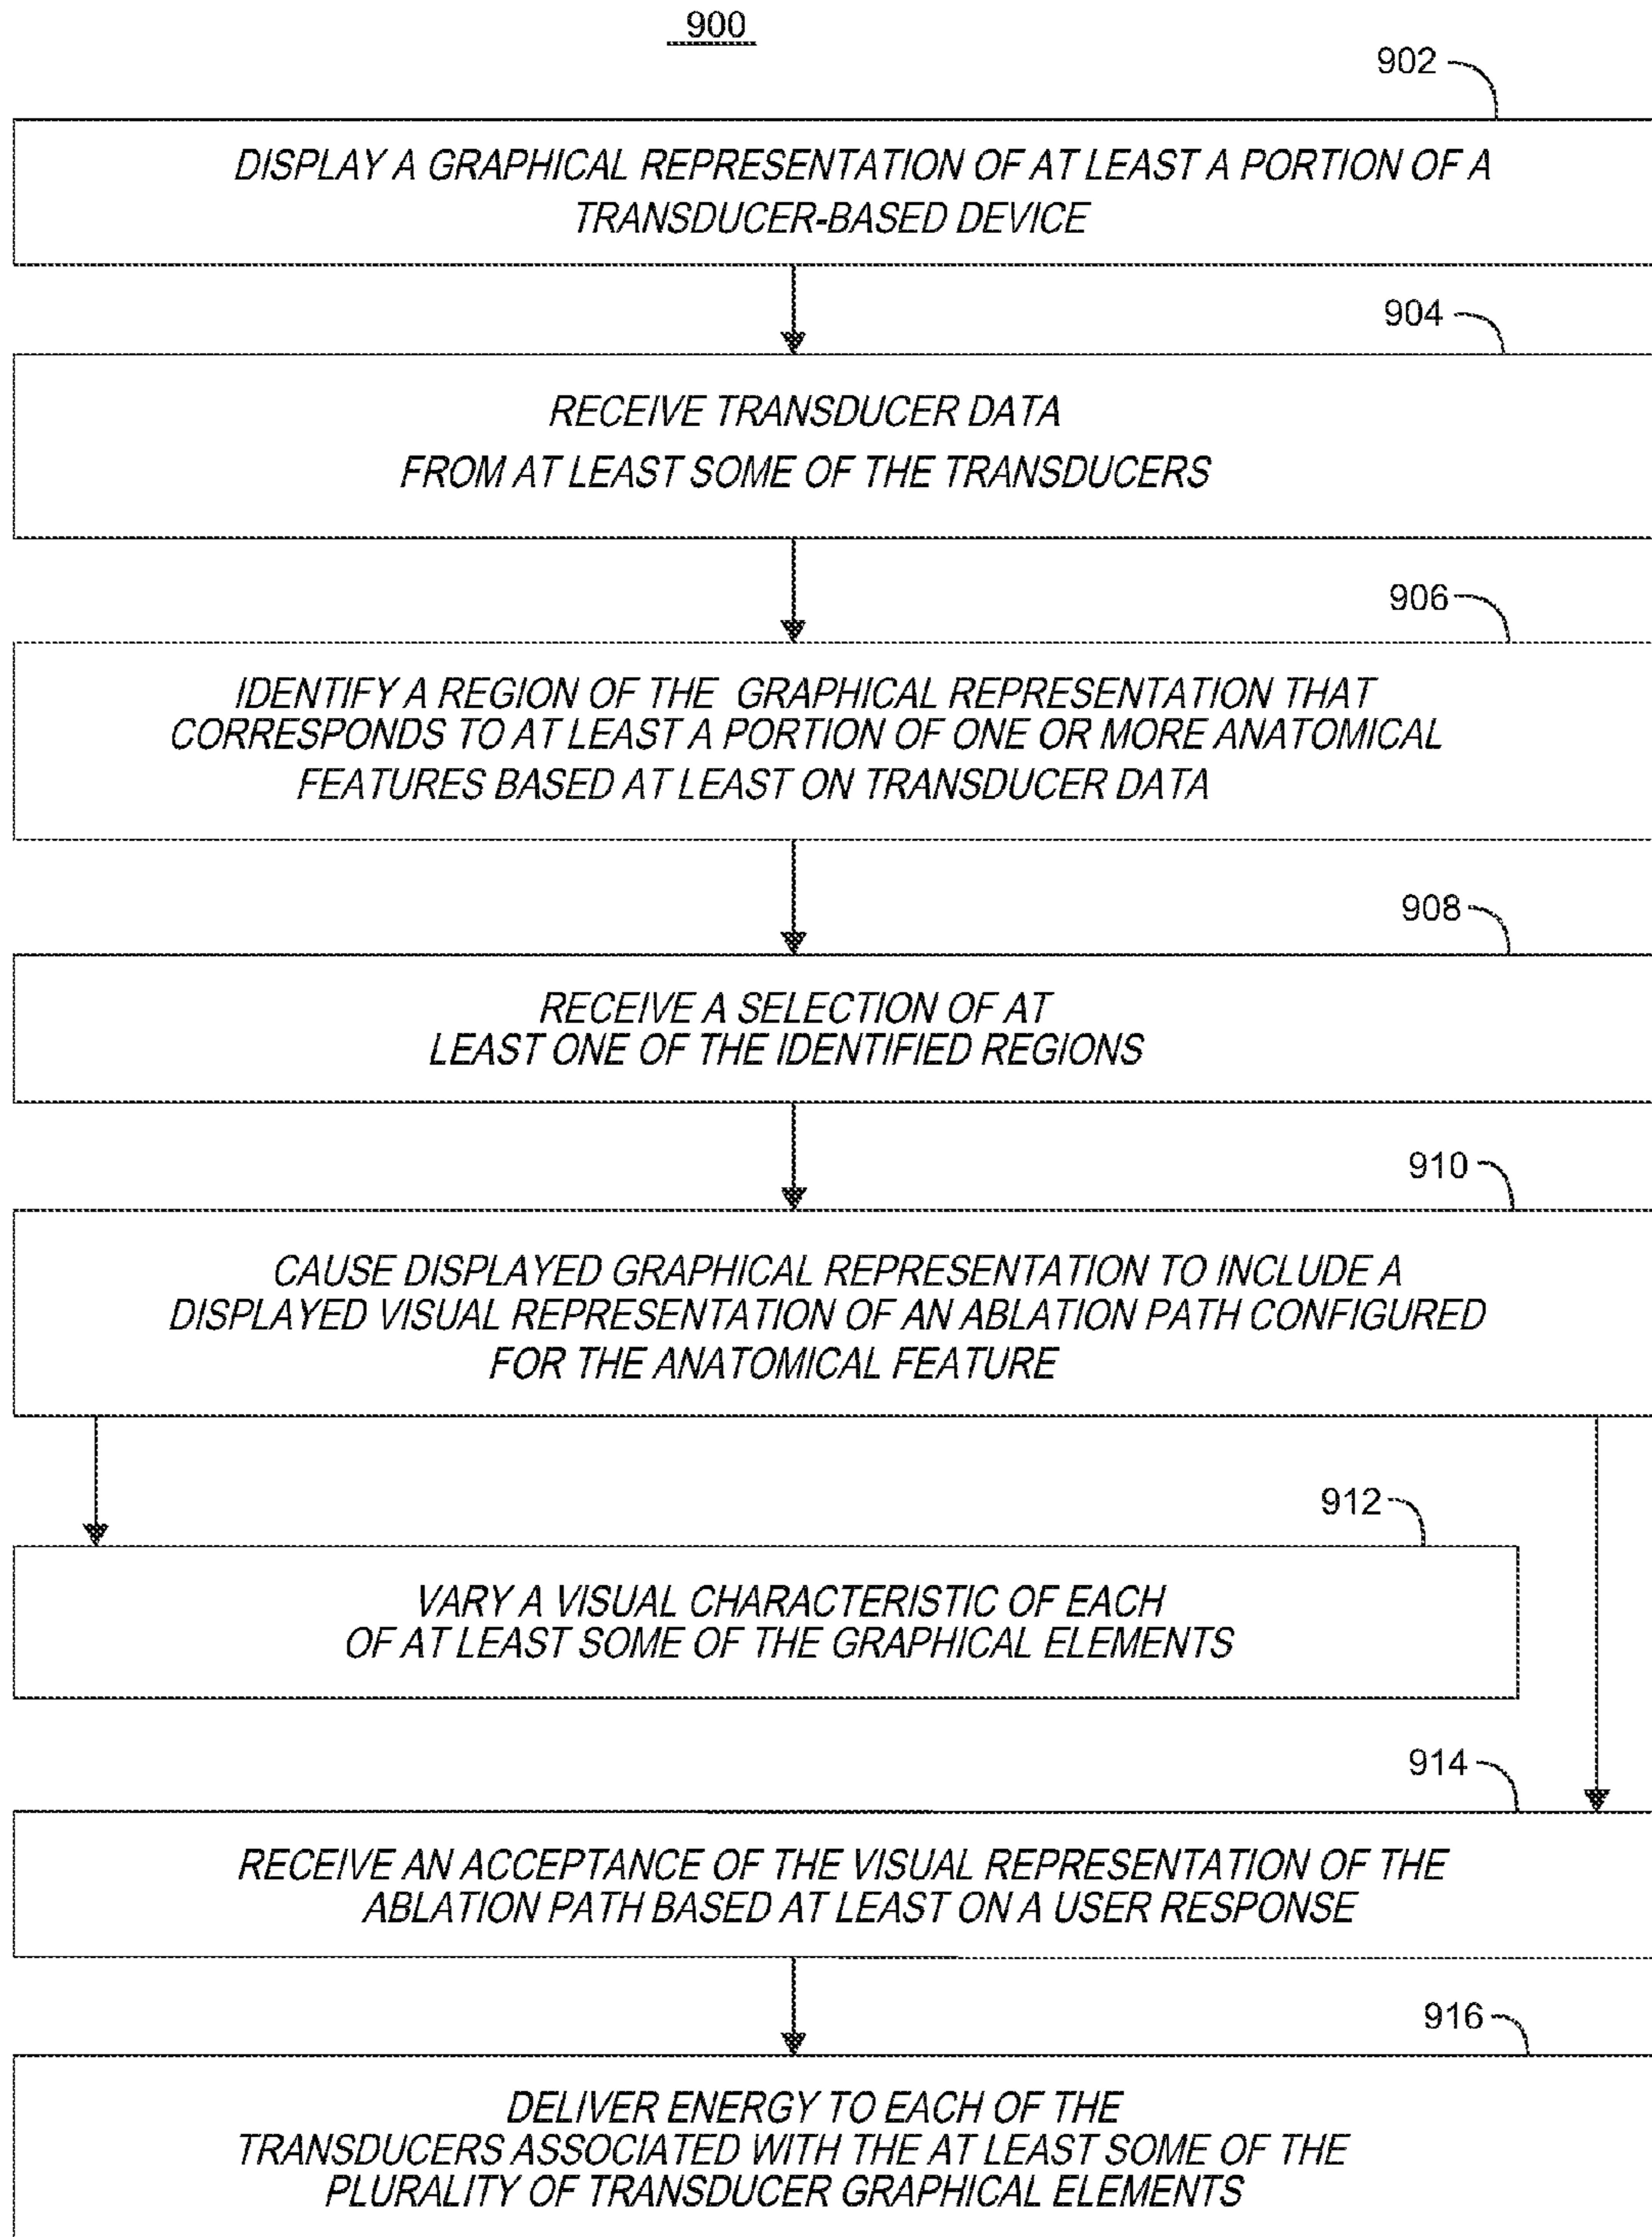 900
902
DISPLAY A GRAPHICAL REPRESENTATION OF AT LEAST A PORTION OF A
TRANSDUCER-BASED DEVICE
904
RECEIVE TRANSDUCER DATA
FROM AT LEAST SOME OF THE TRANSDUCERS
906
IDENTIFY A REGION OF THE GRAPHICAL REPRESENTATION THAT
CORRESPONDS TO AT LEAST A PORTION OF ONE OR MORE ANATOMICAL
FEATURES BASED AT LEAST ON TRANSDUCER DATA
908
RECEIVE A SELECTION OF AT
LEAST ONE OF THE IDENTIFIED REGIONS
910
CAUSE DISPLAYED GRAPHICAL REPRESENTATION TO INCLUDE A
DISPLAYED VISUAL REPRESENTATION OF AN ABLATION PATH CONFIGURED
FOR THE ANATOMICAL FEATURE
912
VARY A VISUAL CHARACTERISTIC OF EACH
OF AT LEAST SOME OF THE GRAPHICAL ELEMENTS
914
RECEIVE AN ACCEPTANCE OF THE VISUAL REPRESENTATION OF THE
ABLATION PATH BASED AT LEAST ON A USER RESPONSE
916
DELIVER ENERGY TO EACH OF THE
TRANSDUCERS ASSOCIATED WITH THE AT LEAST SOME OF THE
PLURALITY OF TRANSDUCER GRAPHICAL ELEMENTS